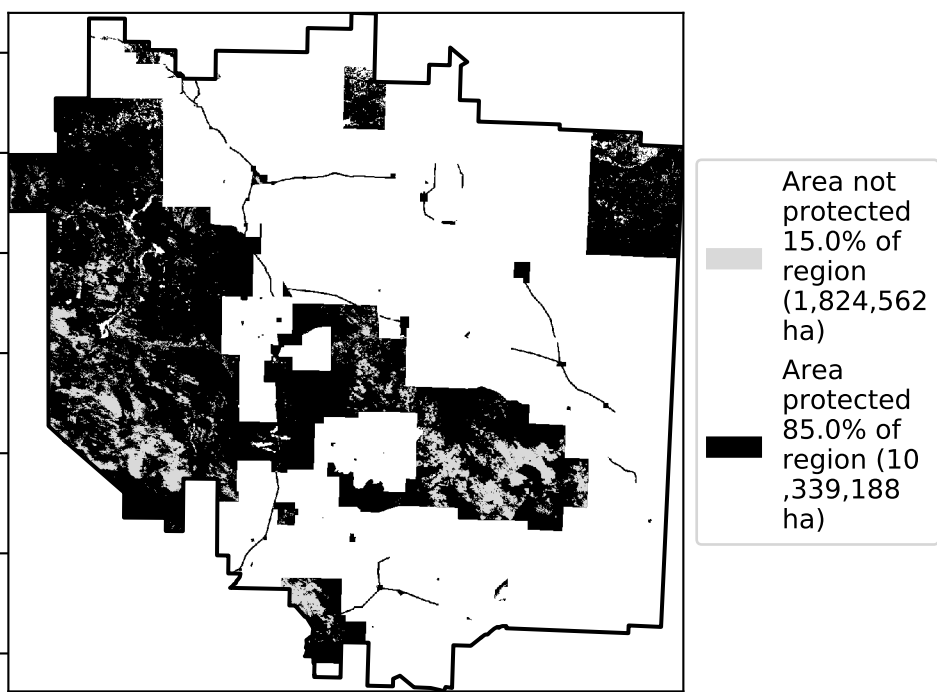 Area not
protected
15.0% of
region
(1,824,562
ha)
Area
protected
85.0% of
region (10
,339,188
ha)